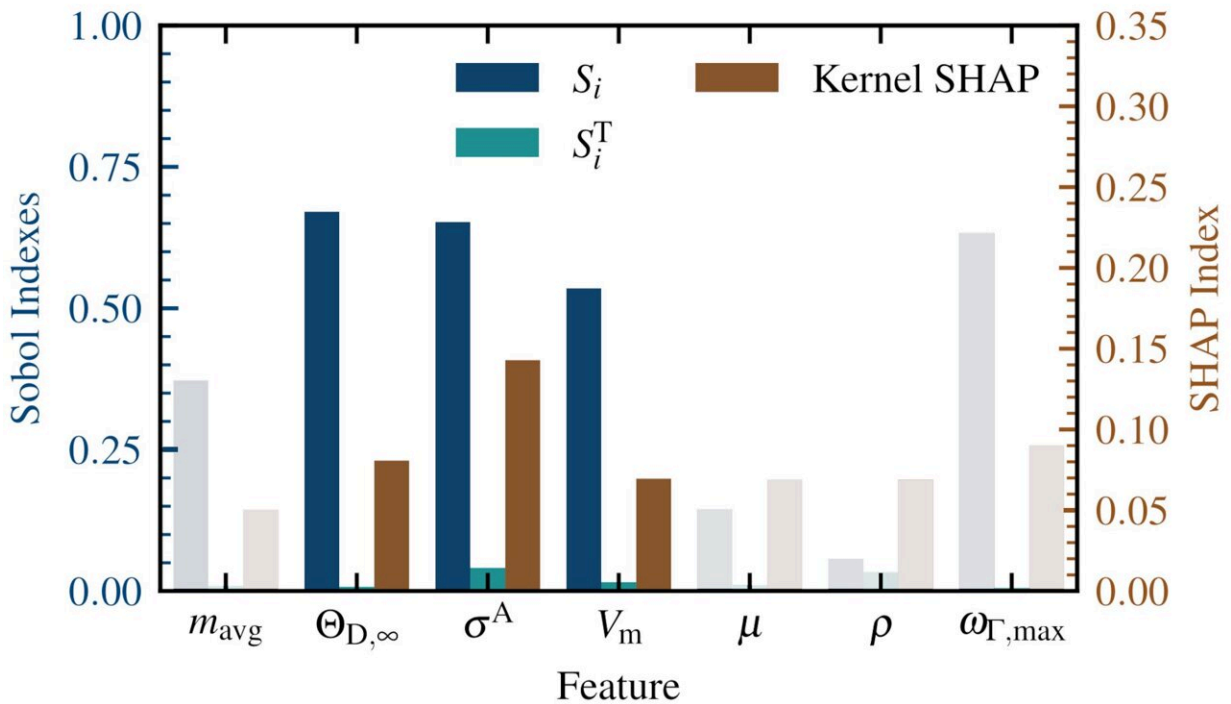 1.00
0.75
0.50
0.25
0.00
Sobol Indexes
S_i
S_i^T
Kernel SHAP
0.35
0.30
0.25
0.20
0.15
0.10
0.05
0.00
SHAP Index
m_avg Θ_D,∞ σ^A V_m μ ρ ω_Γ,max
Feature